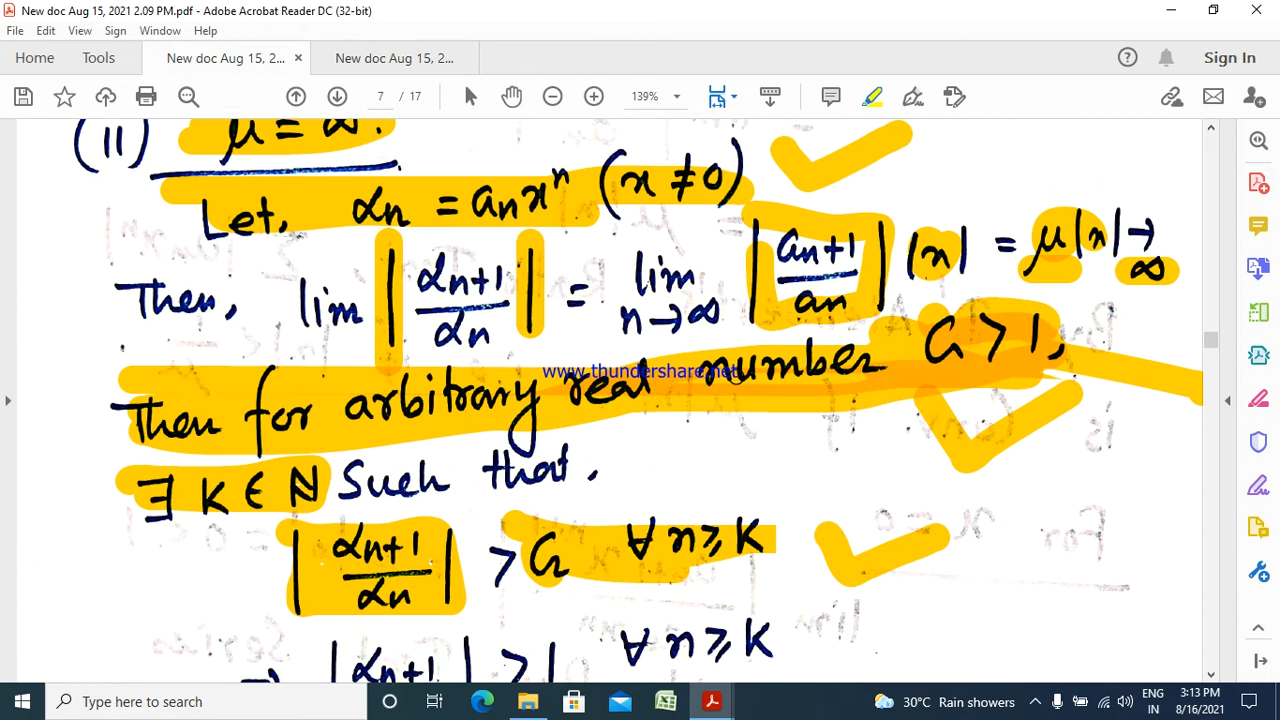 New doc Aug 15, 2021 2.09 PM.pdf - Adobe Acrobat Reader DC (32-bit)
File Edit View Sign Window Help
Home Tools New doc Aug 15, 2... × New doc Aug 15, 2... Sign In
7 / 17 139%
(II) μ = ∞.
Let, αn = anxⁿ (x ≠ 0)
Then, lim |αn+1/αn| = lim n→∞ |an+1/an| |x| = μ|x| → ∞
Then for arbitrary real number G > 1,
www.thundershare.net
∃ K ∈ ℕ Such that.
|αn+1/αn| > G ∀ n ≥ K
⇒ |αn+1| > 1 ∀ n ≥ K
Type here to search
30°C Rain showers
ENG
IN
3:13 PM
8/16/2021